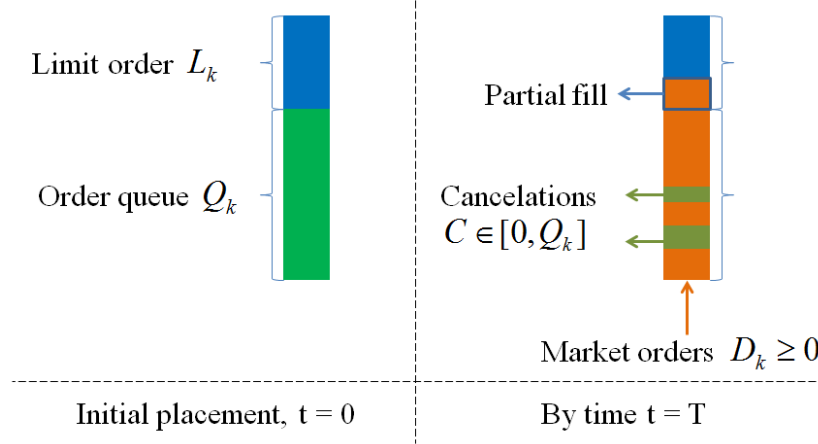 Limit order L_k
Order queue Q_k
Initial placement, t = 0
Partial fill
Cancelations
C ∈ [0, Q_k]
Market orders D_k ≥ 0
By time t = T